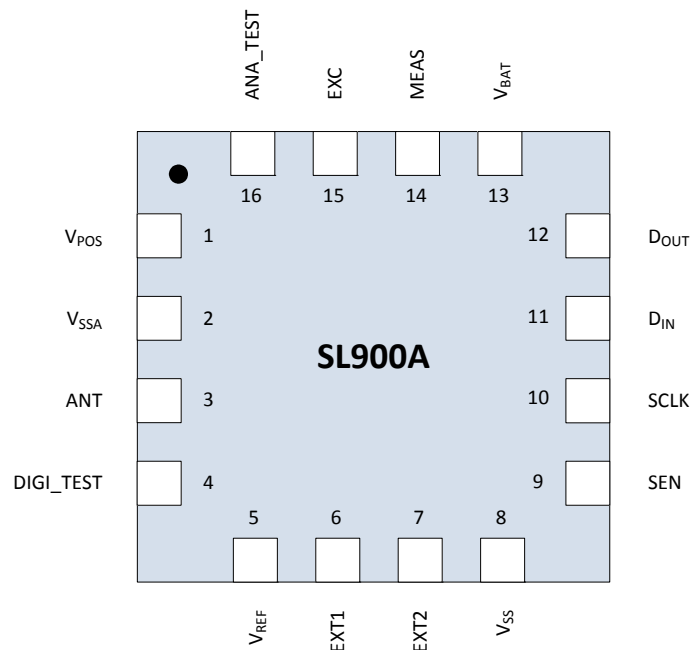 ANA_TEST
EXC
MEAS
VBAT
16
15
14
13
VPOS
1
12
DOUT
VSSA
2
11
DIN
SL900A
ANT
3
10
SCLK
DIGI_TEST
4
9
SEN
5
6
7
8
VREF
EXT1
EXT2
VSS